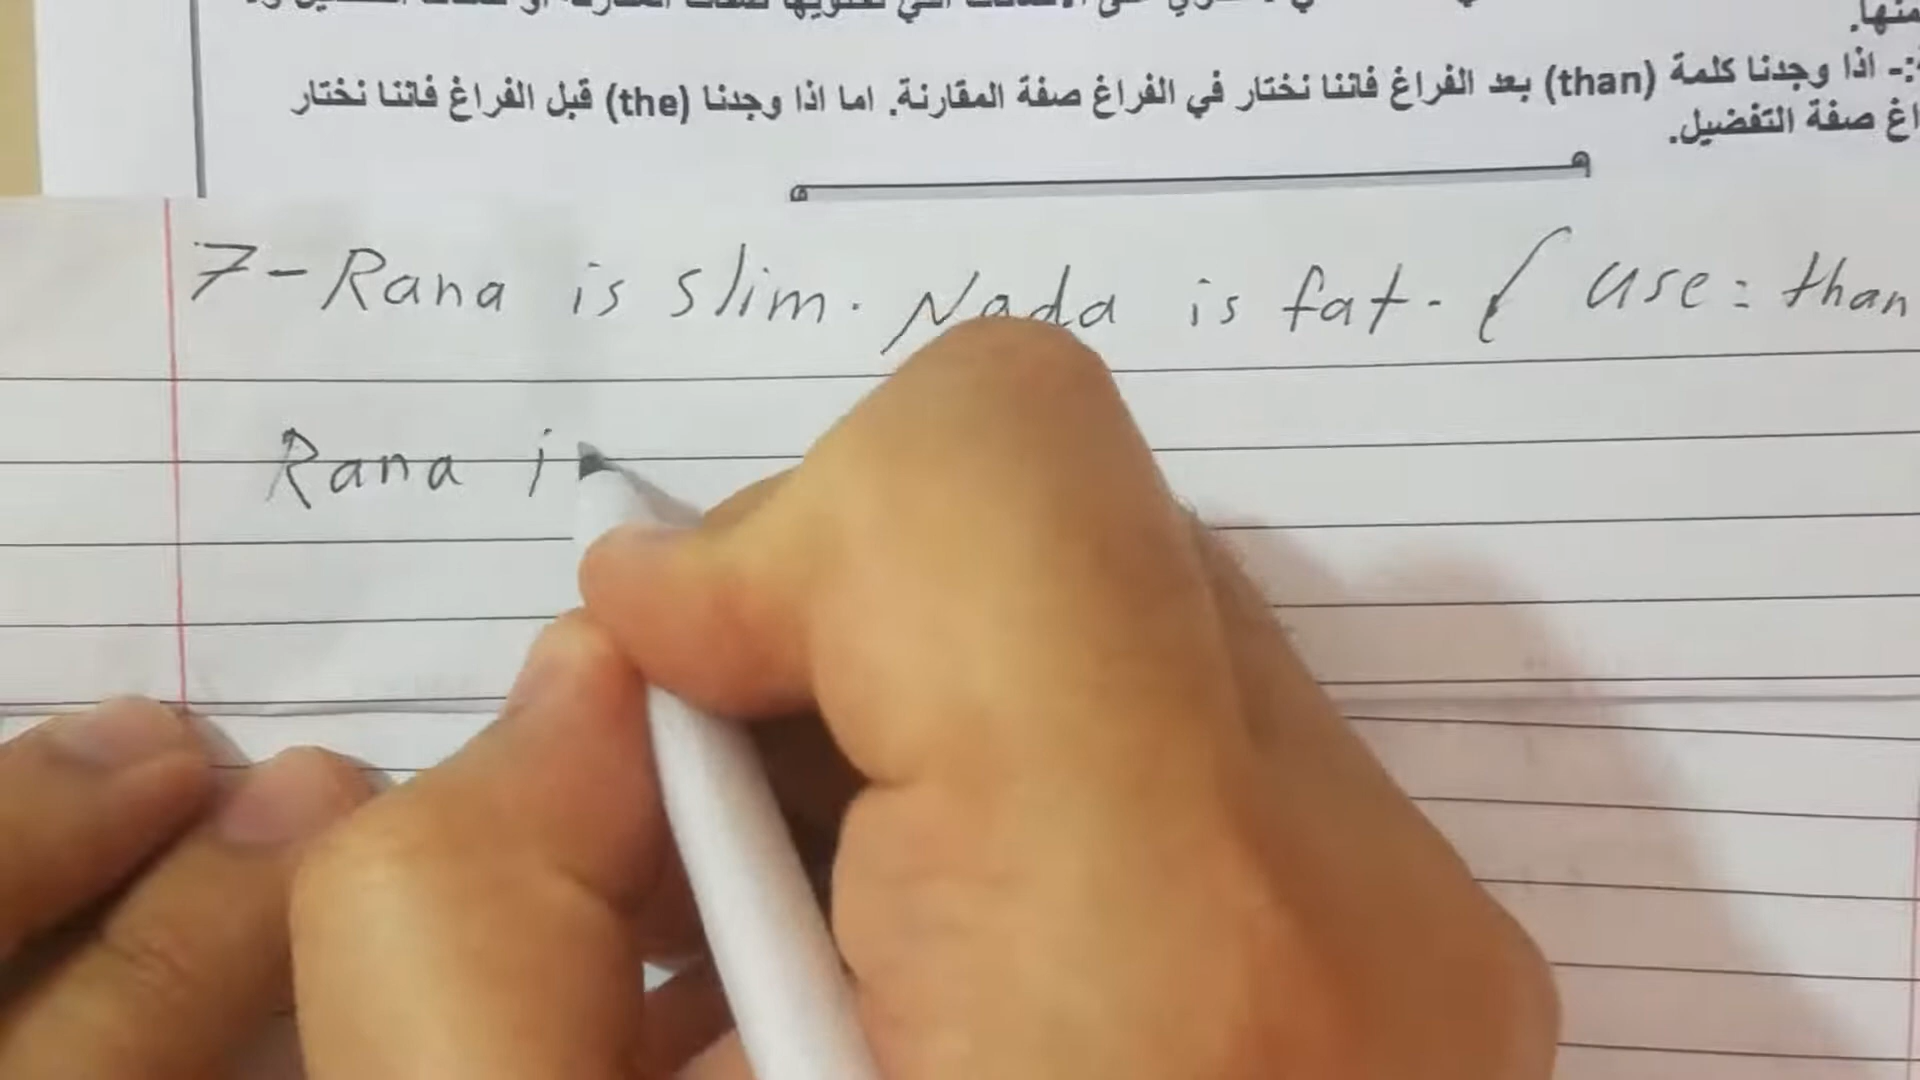 منها.
:- اذا وجدنا كلمة (than) بعد الفراغ فاننا نختار في الفراغ صفة المقارنة. اما اذا وجدنا (the) قبل الفراغ فاننا نختار
صفة التفضيل.
7- Rana is slim. Nada is fat. ( use: than
Rana i